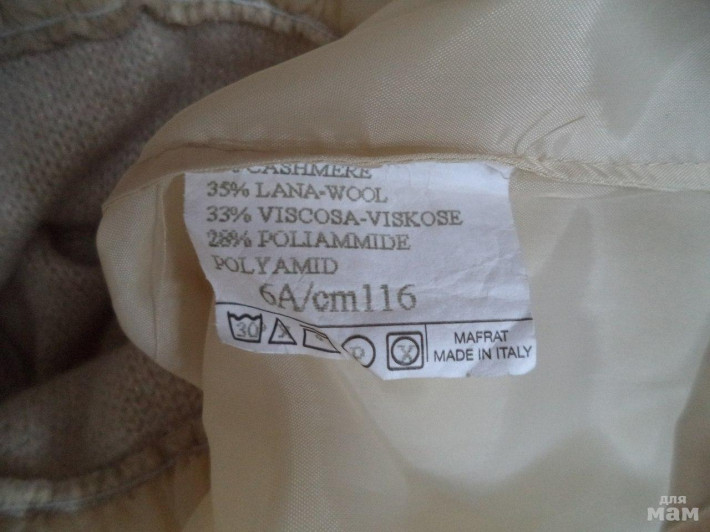 CASHMERE
35% LANA-WOOL
33% VISCOSA-VISKOSE
28% POLIAMMIDE
POLYAMID
6A/cm116
30°
MAFRAT
MADE IN ITALY
для
мам